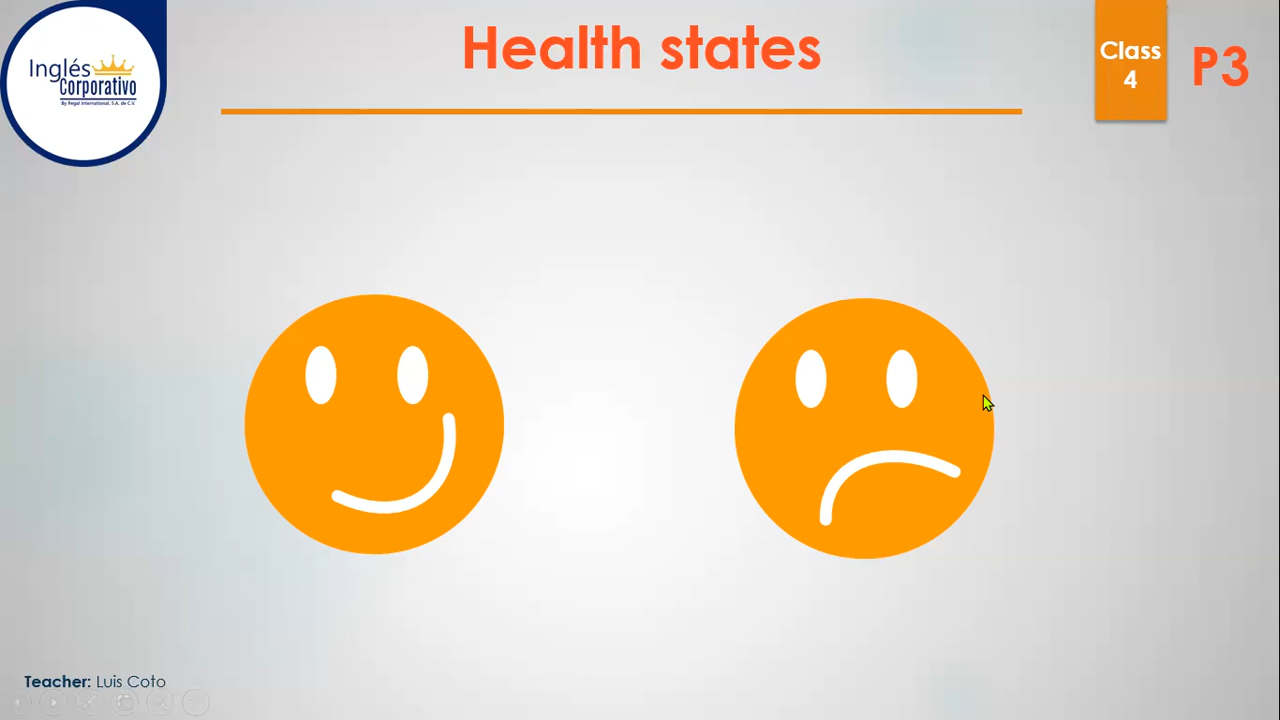 Inglés
Corporativo
By Regal International, S.A. de C.V.
Health states
Class
4
P3
Teacher: Luis Coto